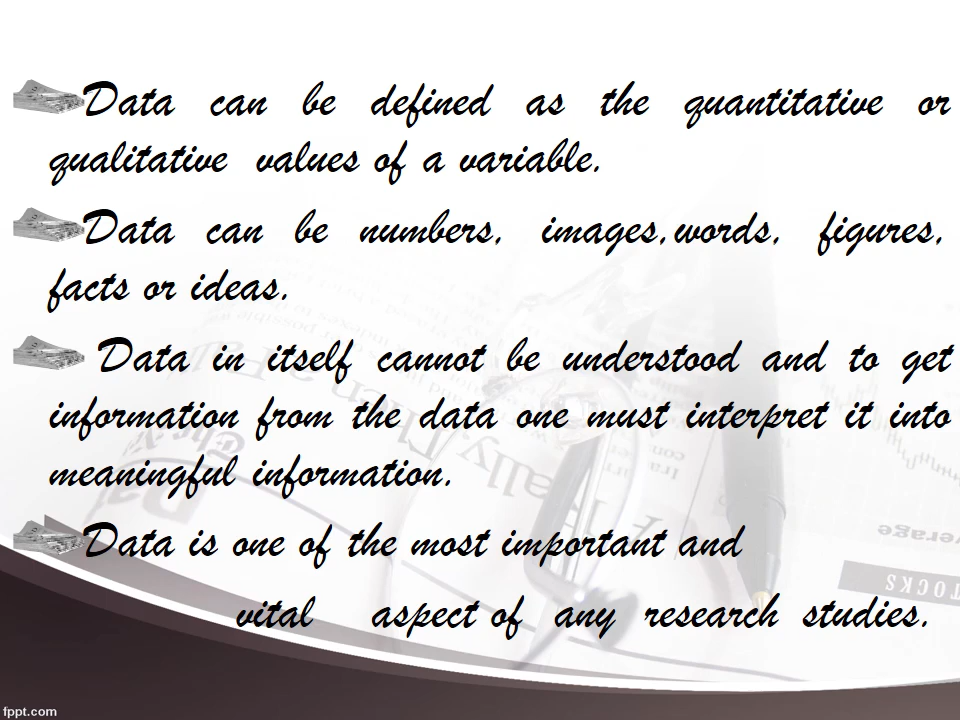 Data can be defined as the quantitative or
qualitative values of a variable.
Data can be numbers, images,words, figures,
facts or ideas.
Data in itself cannot be understood and to get
information from the data one must interpret it into
meaningful information.
Data is one of the most important and
vital aspect of any research studies.
STOCKS
erage
fppt.com